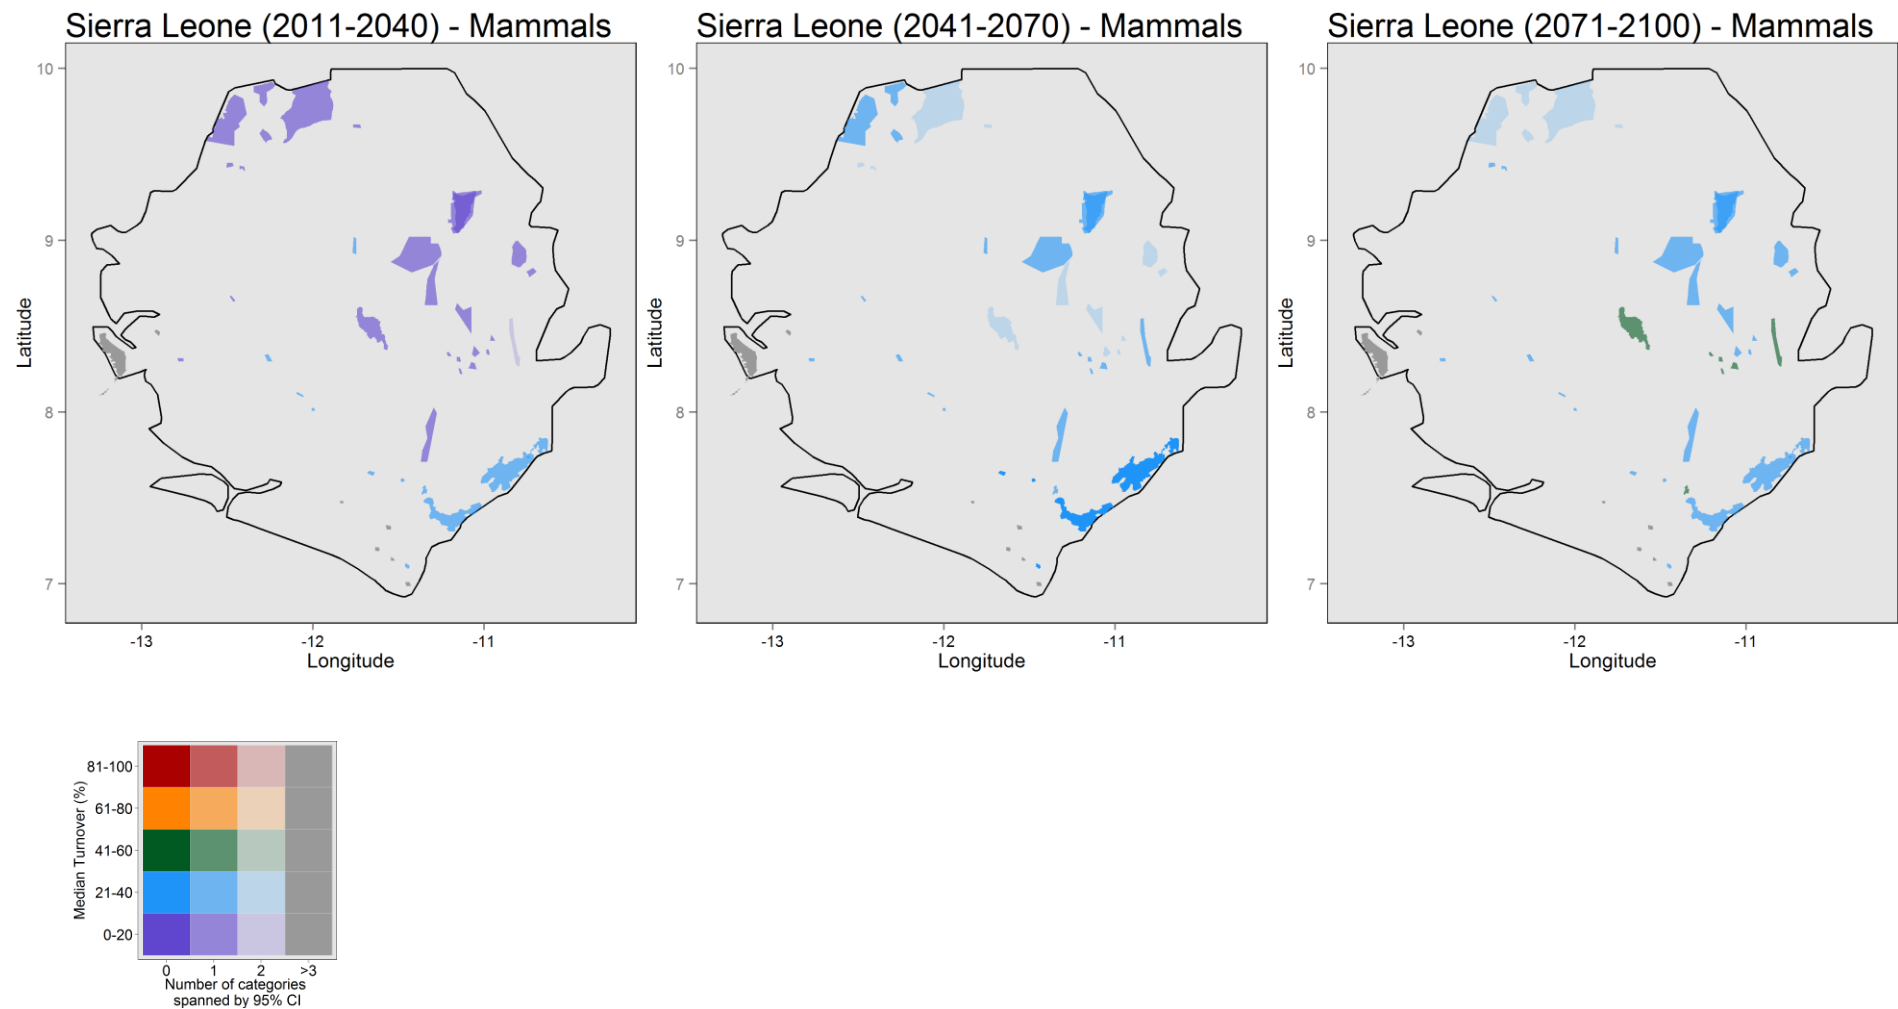 Sierra Leone (2011-2040) - Mammals
Sierra Leone (2041-2070) - Mammals
Sierra Leone (2071-2100) - Mammals
10
9
8
7
Latitude
-13
-12
-11
Longitude
10
9
8
7
Latitude
-13
-12
-11
Longitude
10
9
8
7
Latitude
-13
-12
-11
Longitude
Median Turnover (%)
81-100
61-80
41-60
21-40
0-20
0
1
2
>3
Number of categories
spanned by 95% CI